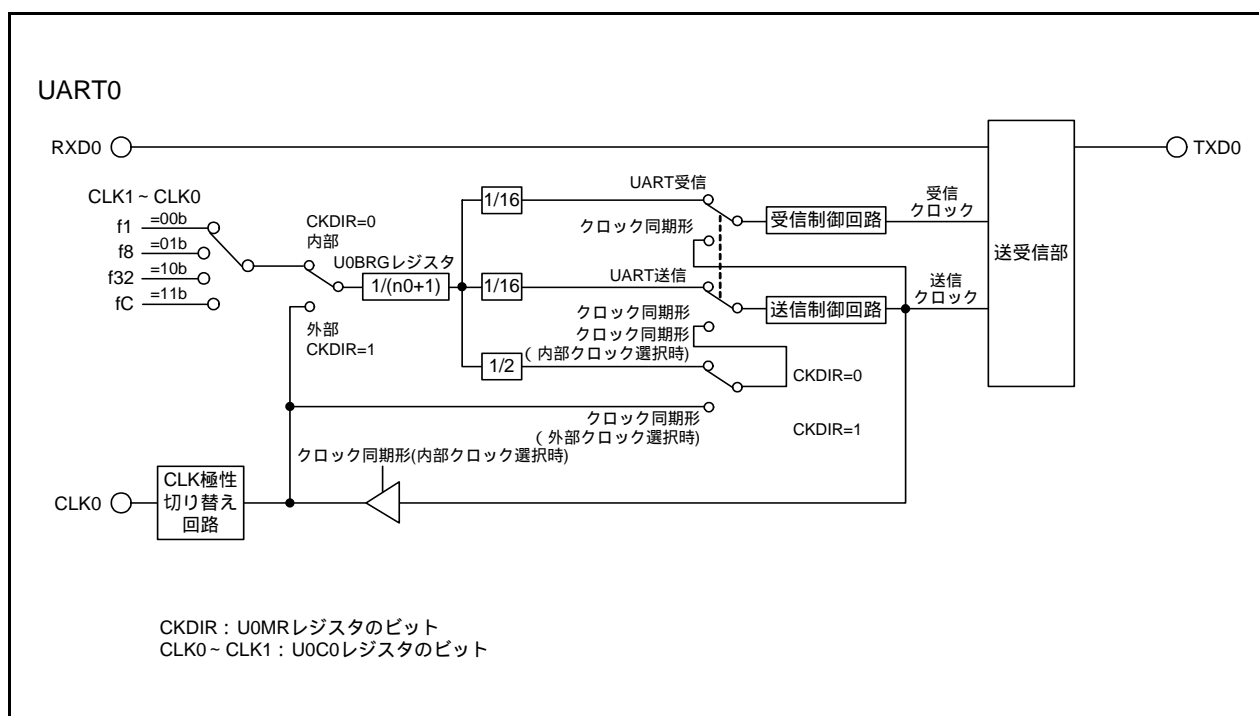 UART0
RXD0
TXD0
CLK1~CLK0
f1 =00b
f8 =01b
f32 =10b
fC =11b
CKDIR=0
内部
U0BRGレジスタ
1/(n0+1)
外部
CKDIR=1
1/16
UART受信
クロック同期形
受信制御回路
受信
クロック
送受信部
1/16
UART送信
クロック同期形
送信制御回路
送信
クロック
クロック同期形
(内部クロック選択時)
1/2
CKDIR=0
クロック同期形
(外部クロック選択時)
CKDIR=1
クロック同期形(内部クロック選択時)
CLK0
CLK極性
切り替え
回路
CKDIR:U0MRレジスタのビット
CLK0~CLK1:U0C0レジスタのビット